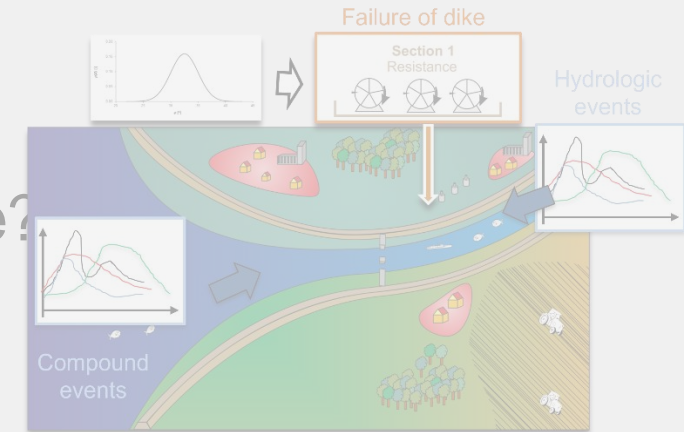 Failure of dike
Section 1
Resistance
Hydrologic
events
e?
Compound
events